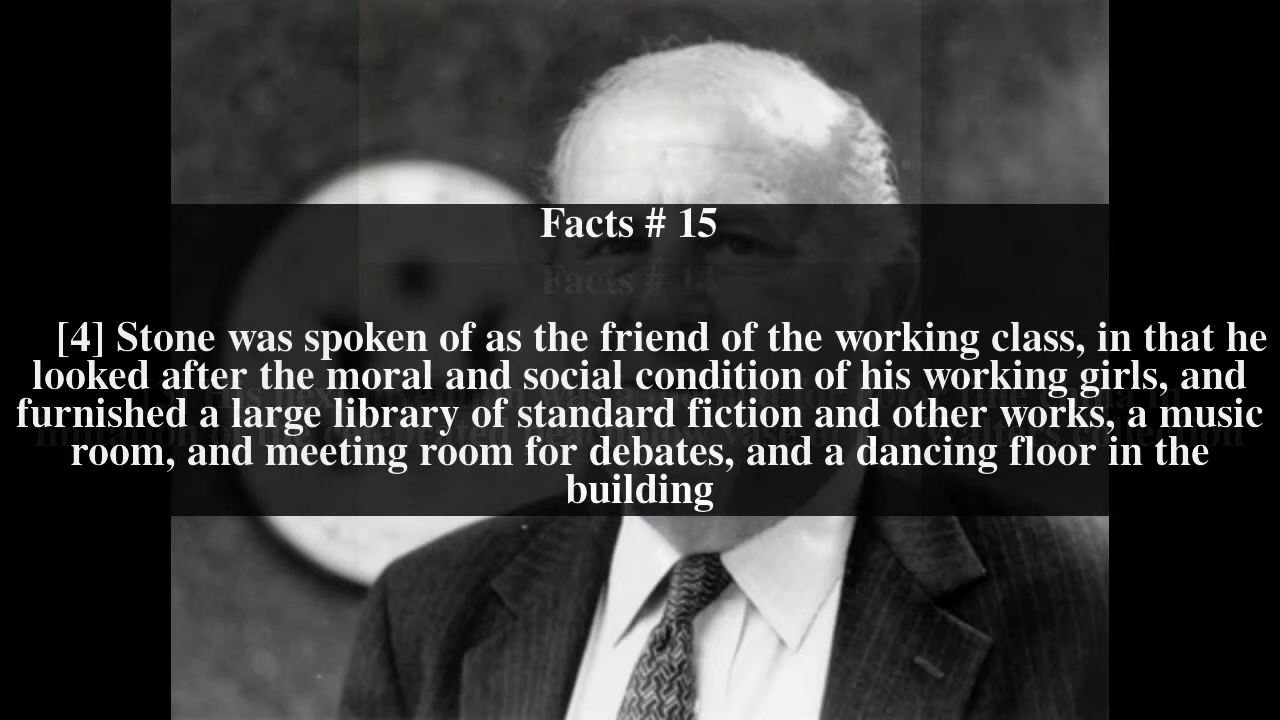 Facts # 15
Facts # 14
[4] Stone was spoken of as the friend of the working class, in that he
looked after the moral and social condition of his working girls, and
furnished a large library of standard fiction and other works, a music
room, and meeting room for debates, and a dancing floor in the
building